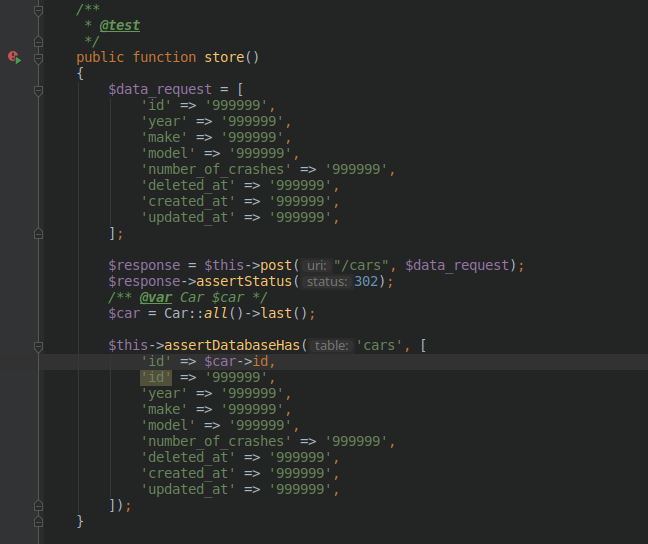 /**
 * @test
 */
public function store()
{
    $data_request = [
        'id' => '999999',
        'year' => '999999',
        'make' => '999999',
        'model' => '999999',
        'number_of_crashes' => '999999',
        'deleted_at' => '999999',
        'created_at' => '999999',
        'updated_at' => '999999',
    ];
    $response = $this->post( uri: "/cars", $data_request);
    $response->assertStatus( status: 302);
    /** @var Car $car */
    $car = Car::all()->last();
    $this->assertDatabaseHas( table: 'cars', [
        'id' => $car->id,
        'id' => '999999',
        'year' => '999999',
        'make' => '999999',
        'model' => '999999',
        'number_of_crashes' => '999999',
        'deleted_at' => '999999',
        'created_at' => '999999',
        'updated_at' => '999999',
    ]);
}